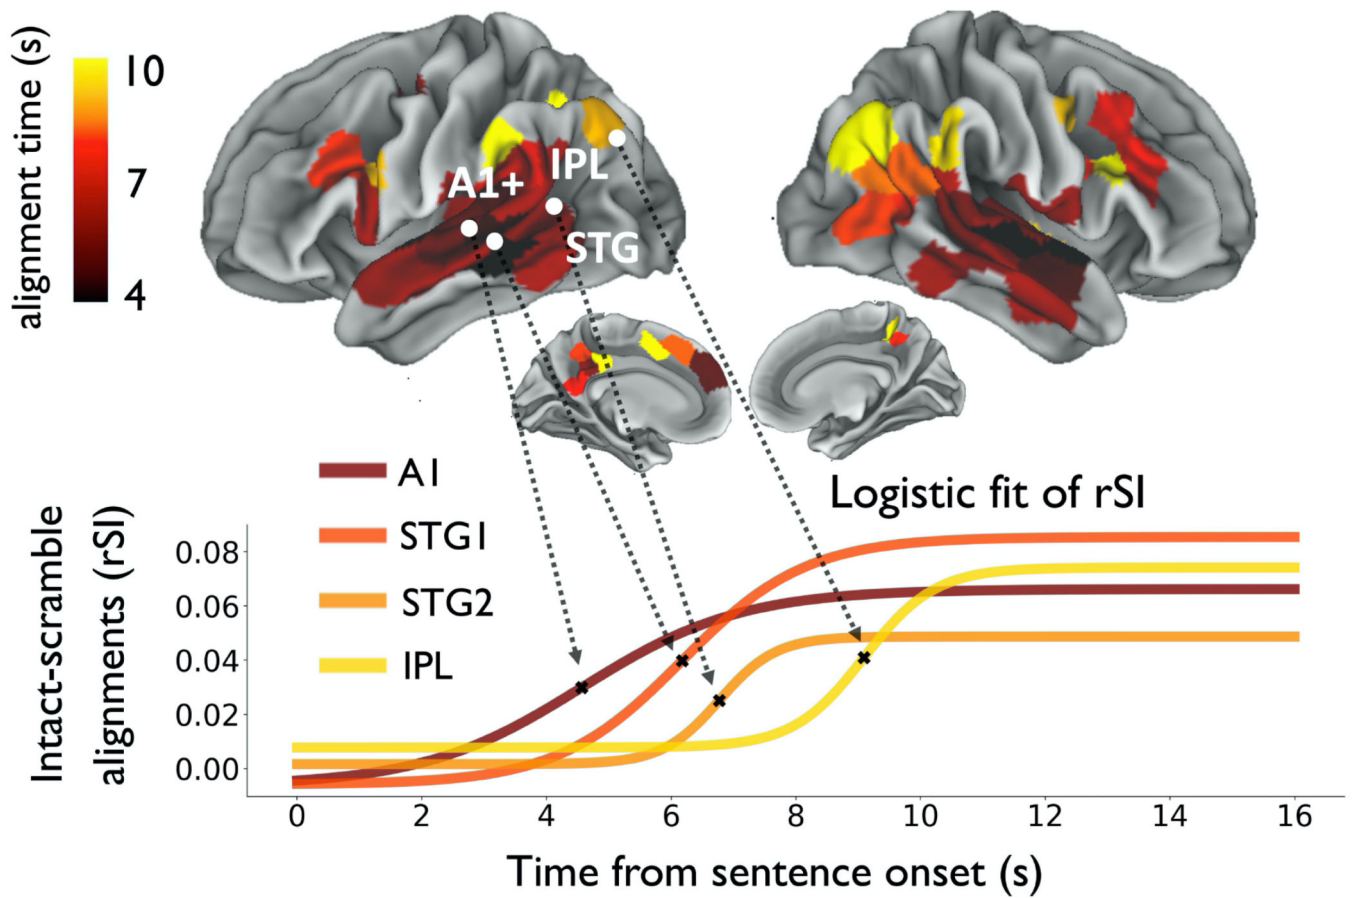 alignment time (s)
10
7
4
A1+
IPL
STG
A1
STG1
STG2
IPL
Logistic fit of rSI
Intact-scramble
alignments (rSI)
0.08
0.06
0.04
0.02
0.00
0 2 4 6 8 10 12 14 16
Time from sentence onset (s)